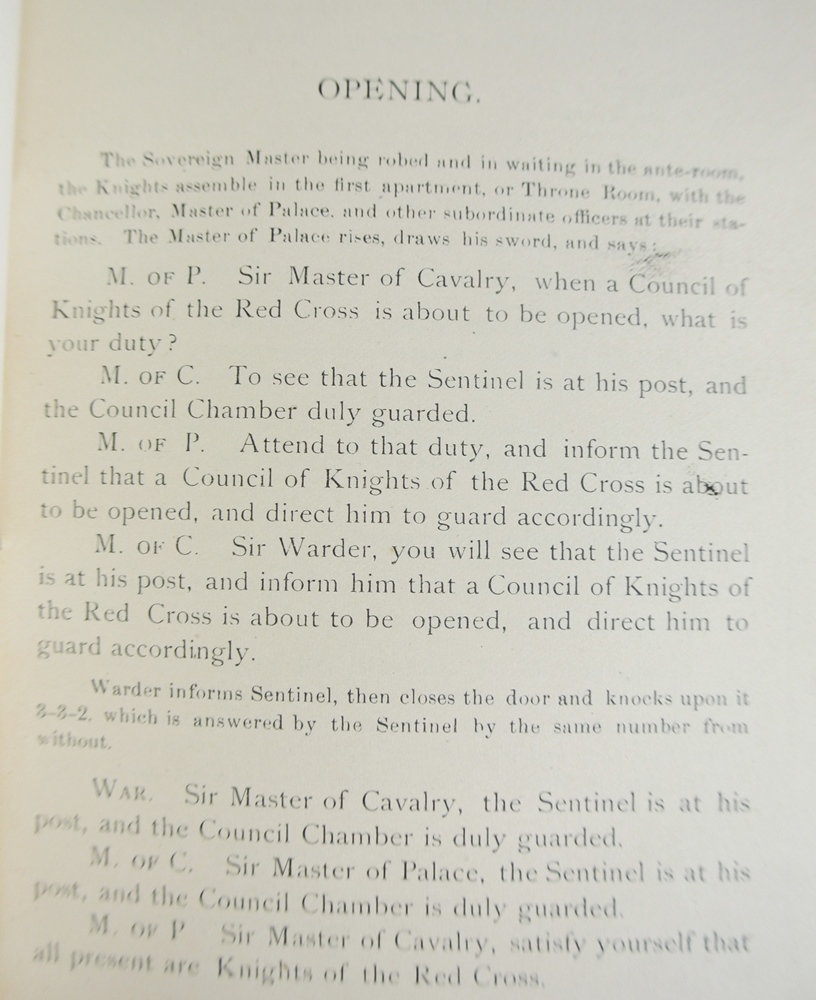 OPENING.
The Sovereign Master being robed and in waiting in the ante-room,
the Knights assemble in the first apartment, or Throne Room, with the
Chancellor, Master of Palace, and other subordinate officers at their sta-
tions. The Master of Palace rises, draws his sword, and says:
M. OF P. Sir Master of Cavalry, when a Council of
Knights of the Red Cross is about to be opened, what is
your duty?
M. OF C. To see that the Sentinel is at his post, and
the Council Chamber duly guarded.
M. OF P. Attend to that duty, and inform the Sen-
tinel that a Council of Knights of the Red Cross is about
to be opened, and direct him to guard accordingly.
M. OF C. Sir Warder, you will see that the Sentinel
is at his post, and inform him that a Council of Knights of
the Red Cross is about to be opened, and direct him to
guard accordingly.
Warder informs Sentinel, then closes the door and knocks upon it
3-3-2, which is answered by the Sentinel by the same number from
without.
WAR. Sir Master of Cavalry, the Sentinel is at his
post, and the Council Chamber is duly guarded.
M. OF C. Sir Master of Palace, the Sentinel is at his
post, and the Council Chamber is duly guarded.
M. OF P Sir Master of Cavalry, satisfy yourself that
all present are Knights of the Red Cross.